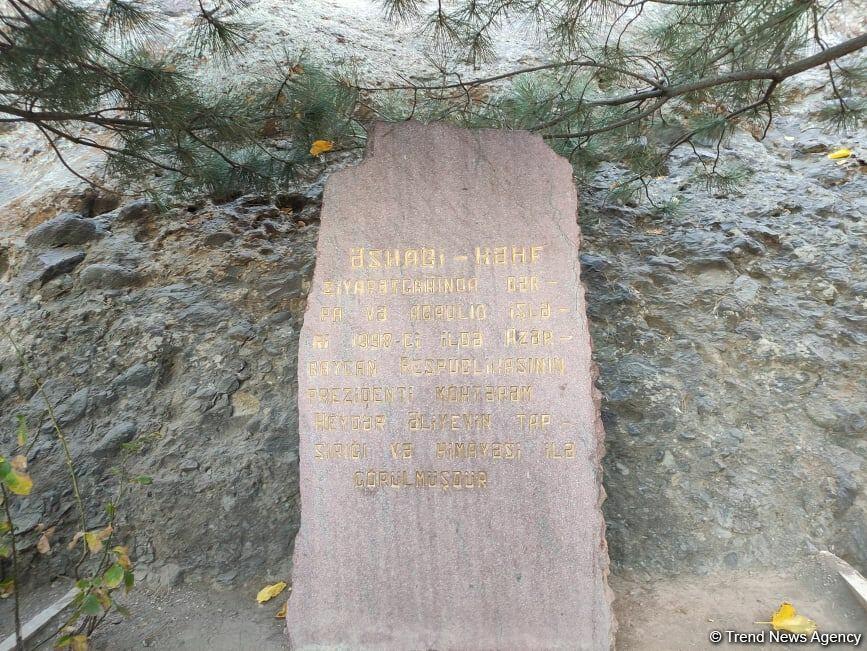 ƏSHABİ – KƏHF
ZİYARƏTGAHINDA BƏR–
PA VƏ ABADLIQ İŞLƏ–
Rİ 1998-Cİ İLDƏ AZƏR–
BAYCAN RESPUBLİKASININ
PREZİDENTİ MÖHTƏRƏM
HEYDƏR ƏLİYEVİN TAP–
ŞIRIĞI VƏ HİMAYƏSİ İLƏ
GÖRÜLMÜŞDÜR
© Trend News Agency